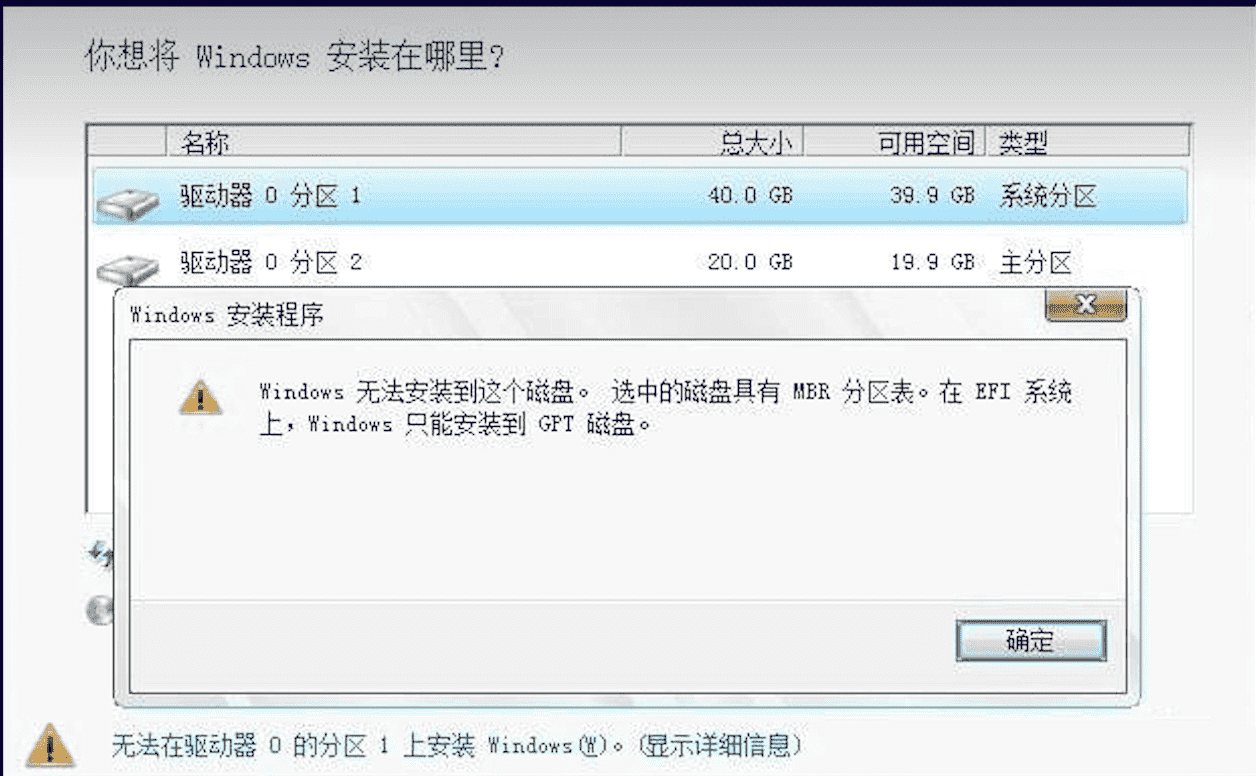 你想将 Windows 安装在哪里?
名称 总大小 可用空间 类型
驱动器 0 分区 1 40.0 GB 39.9 GB 系统分区
驱动器 0 分区 2 20.0 GB 19.9 GB 主分区
Windows 安装程序
Windows 无法安装到这个磁盘。 选中的磁盘具有 MBR 分区表。在 EFI 系统
上，Windows 只能安装到 GPT 磁盘。
确定
无法在驱动器 0 的分区 1 上安装 Windows(W)。(显示详细信息)